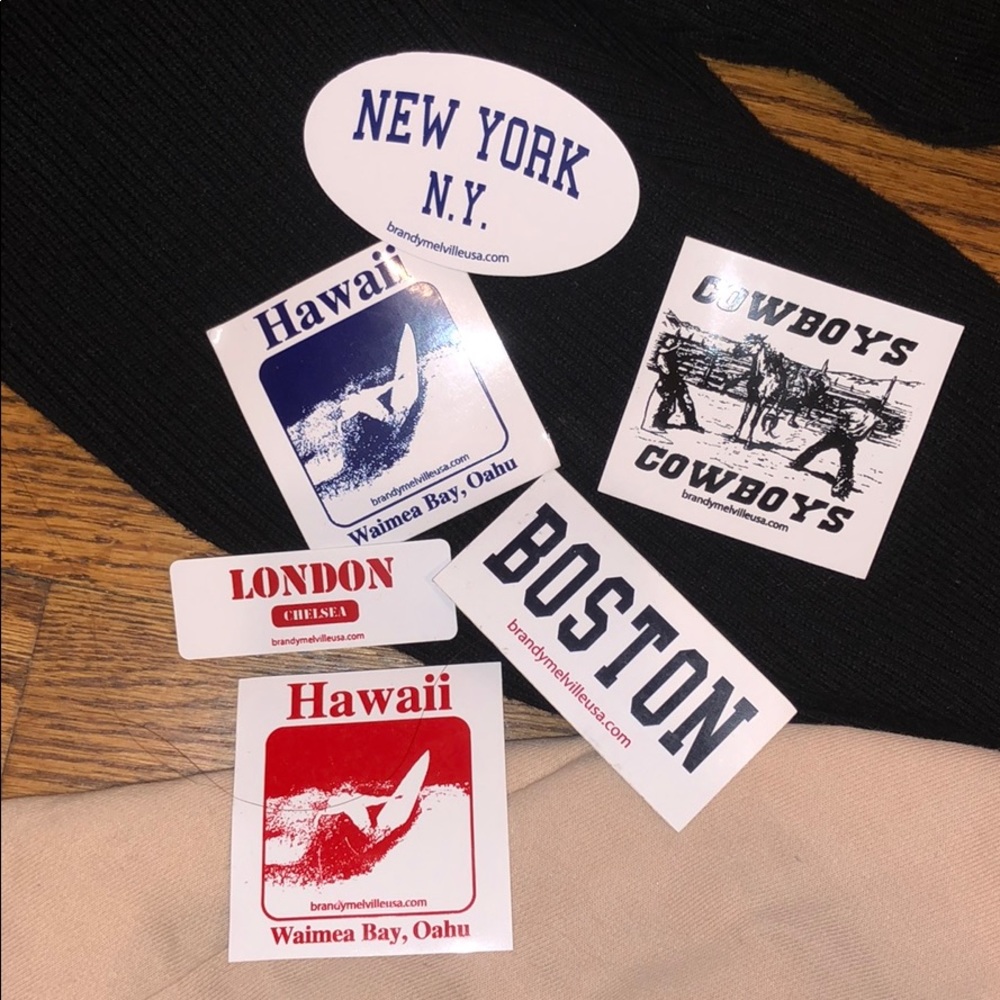 NEW YORK
N.Y.
brandymelvilleusa.com
Hawaii
brandymelvilleusa.com
Waimea Bay, Oahu
COWBOYS
COWBOYS
brandymelvilleusa.com
LONDON
CHELSEA
brandymelvilleusa.com
BOSTON
brandymelvilleusa.com
Hawaii
brandymelvilleusa.com
Waimea Bay, Oahu